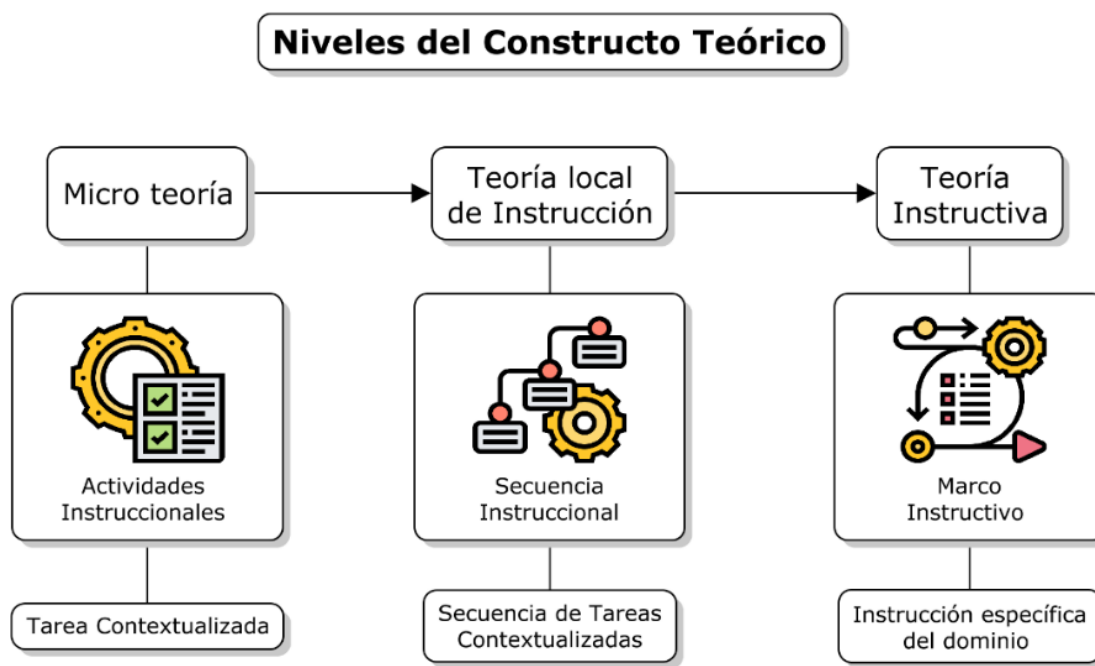 Niveles del Constructo Teórico
Micro teoría
Teoría local
de Instrucción
Teoría
Instructiva
Actividades
Instruccionales
Secuencia
Instruccional
Marco
Instructivo
Tarea Contextualizada
Secuencia de Tareas
Contextualizadas
Instrucción específica
del dominio